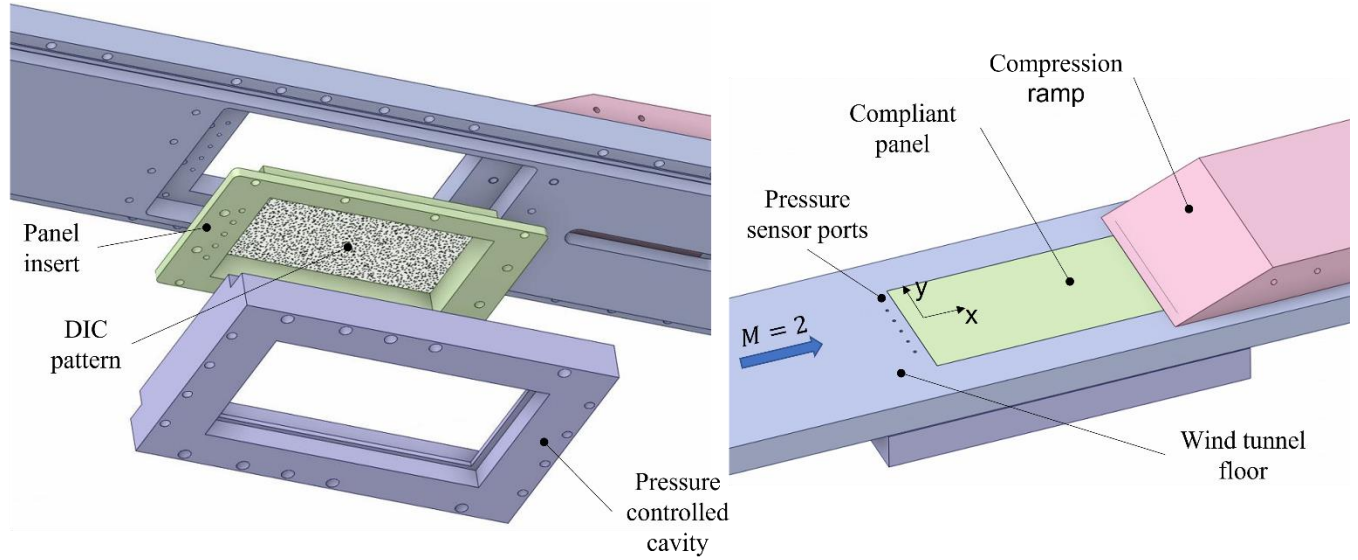 Panel
insert
DIC
pattern
Pressure
controlled
cavity
Compression
ramp
Compliant
panel
Pressure
sensor ports
y
x
M = 2
Wind tunnel
floor